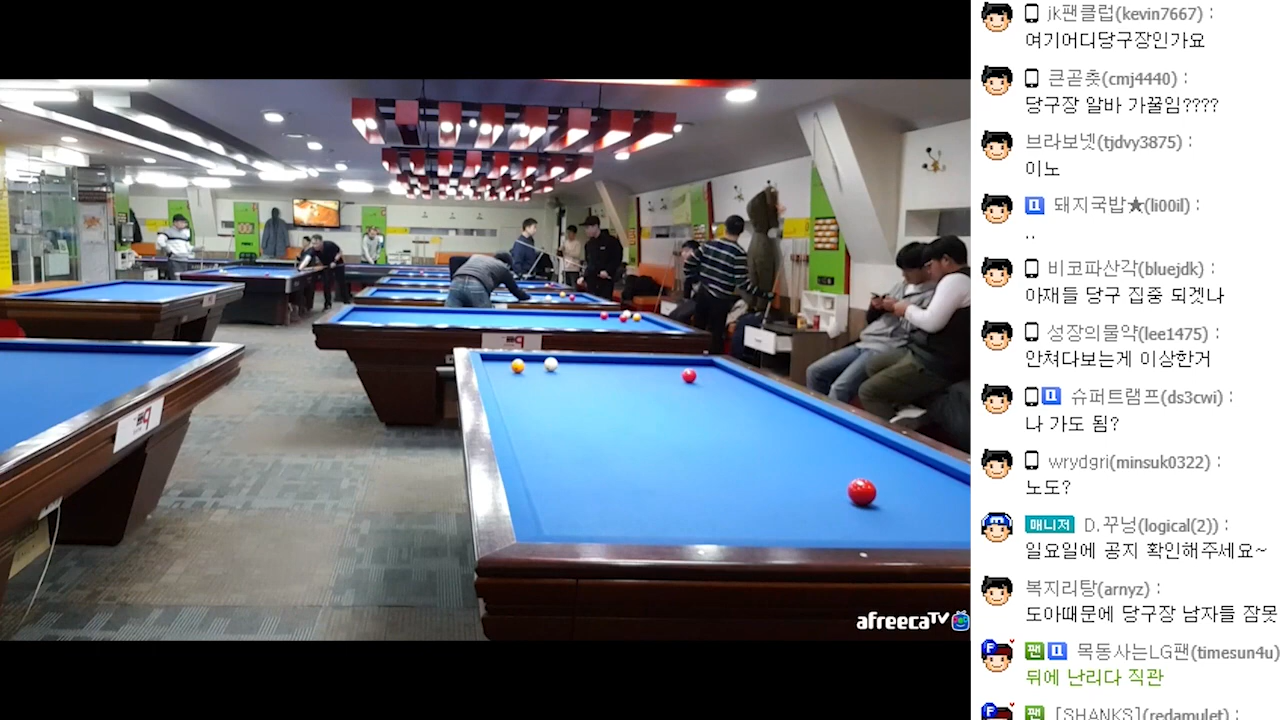 jk팬클럽(kevin7667) :
여기어디당구장인가요
큰곧츳(cmj4440) :
당구장 알바 가꿀임????
브라보넷(tjdvy3875) :
이노
돼지국밥★(li00il) :
..
비코파산각(bluejdk) :
아재들 당구 집중 되겟나
성장의물약(lee1475) :
안쳐다보는게 이상한거
슈퍼트램프(ds3cwi) :
나 가도 됨?
wrydgri(minsuk0322) :
노도?
매니저 D.꾸넝(logical(2)) :
일요일에 공지 확인해주세요~
복지리탕(arnyz) :
도아때문에 당구장 남자들 잠못
팬 목동사는LG팬(timesun4u)
뒤에 난리다 직관
팬 [SHANKS](redamulet) :
afreecaTV